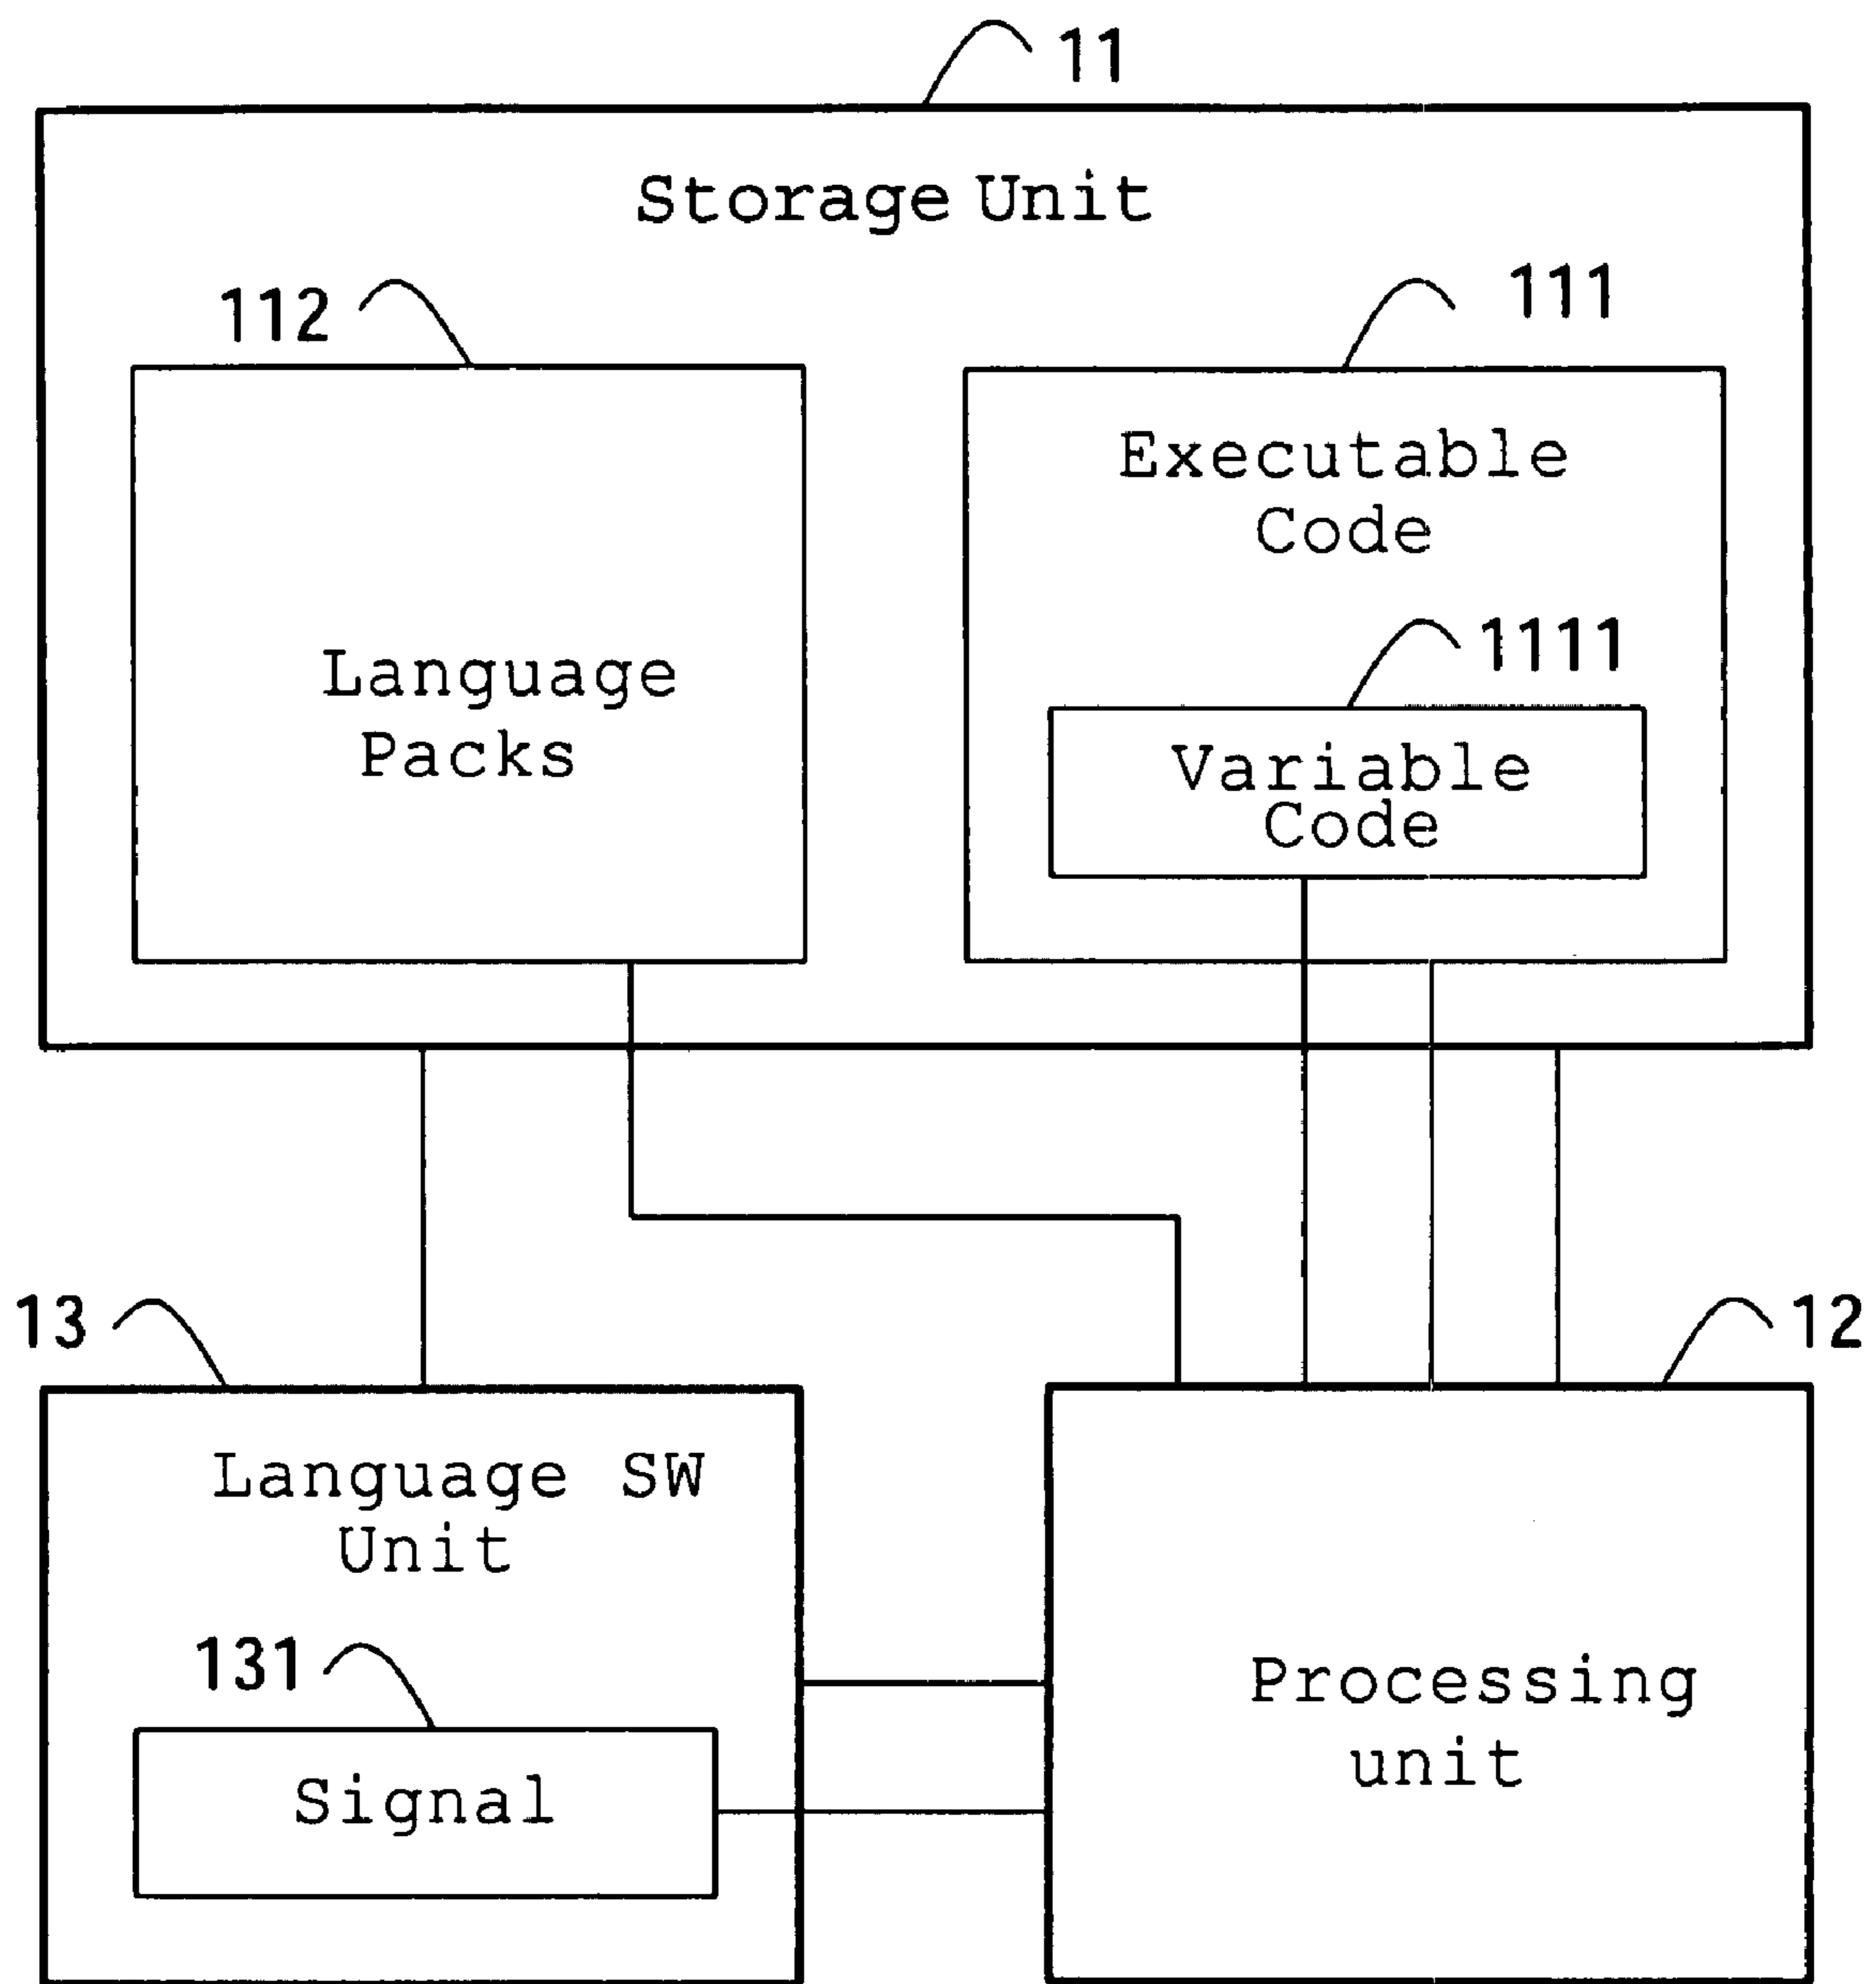 11
Storage Unit
112
111
Executable
Code
Language
Packs
1111
Variable
Code
13
12
Language SW
Unit
131
Signal
Processing
unit